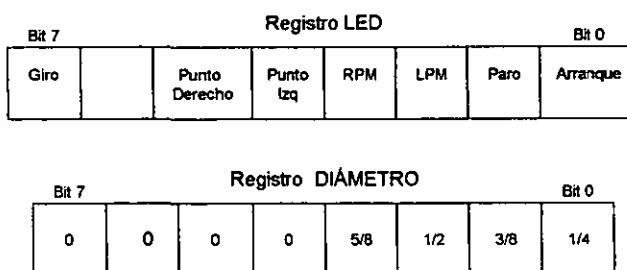 Registro LED
Bit 7 Bit 0
Giro Punto Derecho Punto Izq RPM LPM Paro Arranque
Registro DIÁMETRO
Bit 7 Bit 0
0 0 0 0 5/8 1/2 3/8 1/4